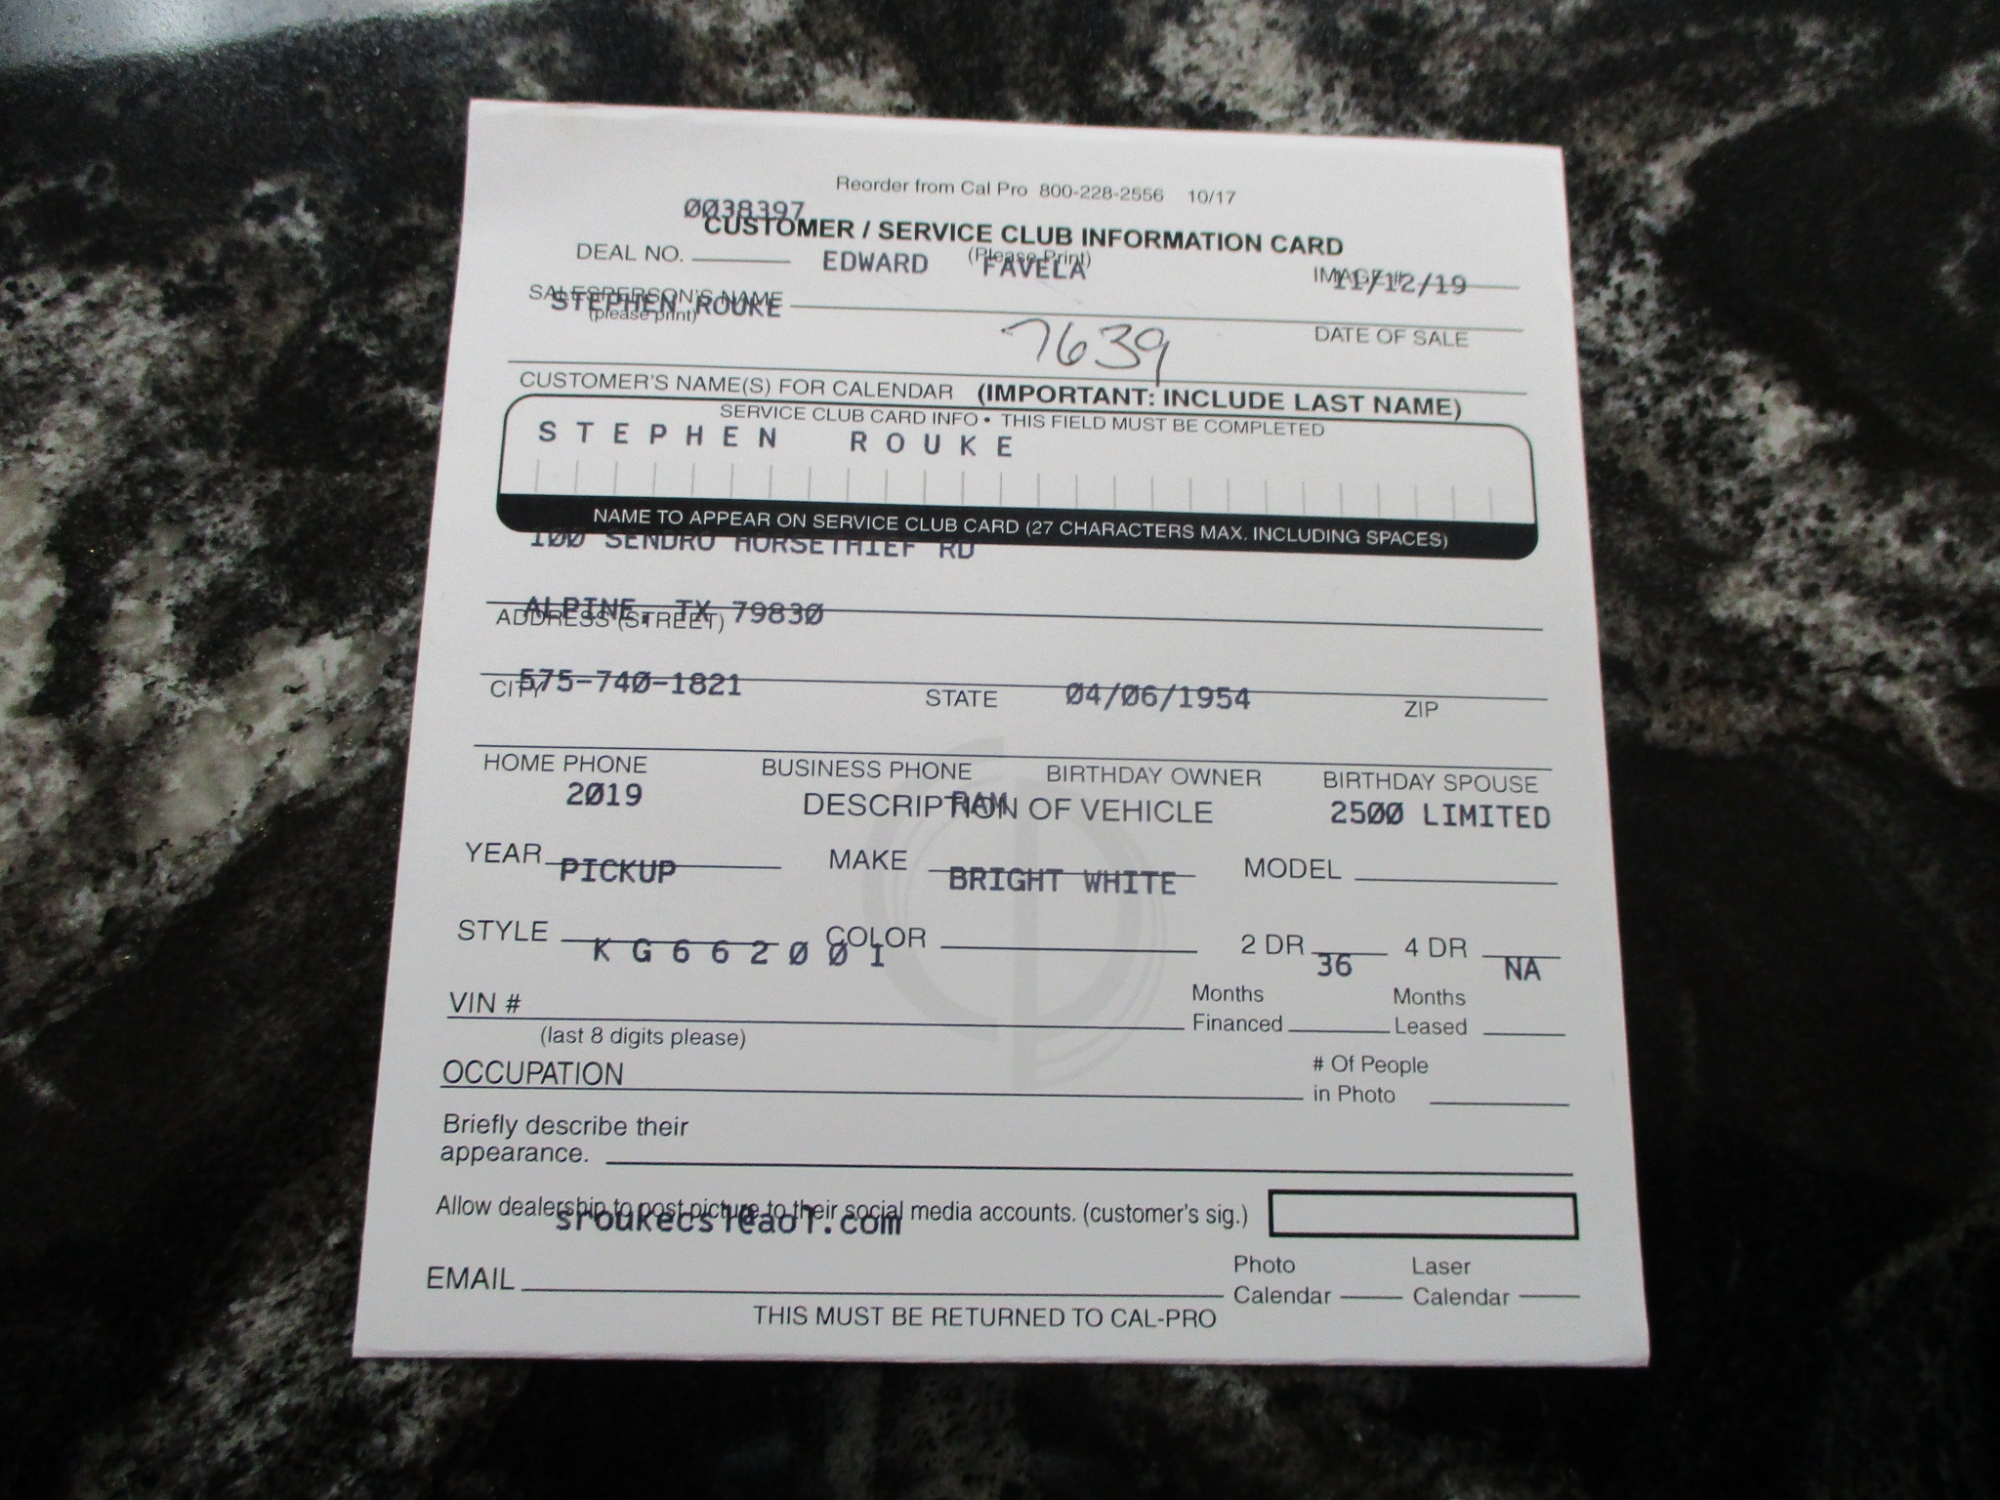 Reorder from Cal Pro 800-228-2556 10/17
0038397
CUSTOMER / SERVICE CLUB INFORMATION CARD
(Please Print)
DEAL NO. EDWARD FAVELA IMAGE # 11/12/19
SALESPERSON'S NAME
STEPHEN ROUKE
(please print)
DATE OF SALE
7639
CUSTOMER'S NAME(S) FOR CALENDAR (IMPORTANT: INCLUDE LAST NAME)
SERVICE CLUB CARD INFO • THIS FIELD MUST BE COMPLETED
STEPHEN ROUKE
NAME TO APPEAR ON SERVICE CLUB CARD (27 CHARACTERS MAX. INCLUDING SPACES)
100 SENDRO HORSETHIEF RD
ALPINE, TX 79830
ADDRESS (STREET)
575-740-1821 04/06/1954
CITY STATE ZIP
HOME PHONE BUSINESS PHONE BIRTHDAY OWNER BIRTHDAY SPOUSE
2019 RAM 2500 LIMITED
DESCRIPTION OF VEHICLE
YEAR MAKE MODEL
PICKUP BRIGHT WHITE
STYLE COLOR 2 DR 4 DR
KG662001 36 NA
VIN # Months Financed Months Leased
(last 8 digits please)
OCCUPATION # Of People in Photo
Briefly describe their
appearance.
Allow dealership to post picture to their social media accounts. (customer's sig.)
sroukecs1@aol.com
EMAIL Photo Calendar Laser Calendar
THIS MUST BE RETURNED TO CAL-PRO